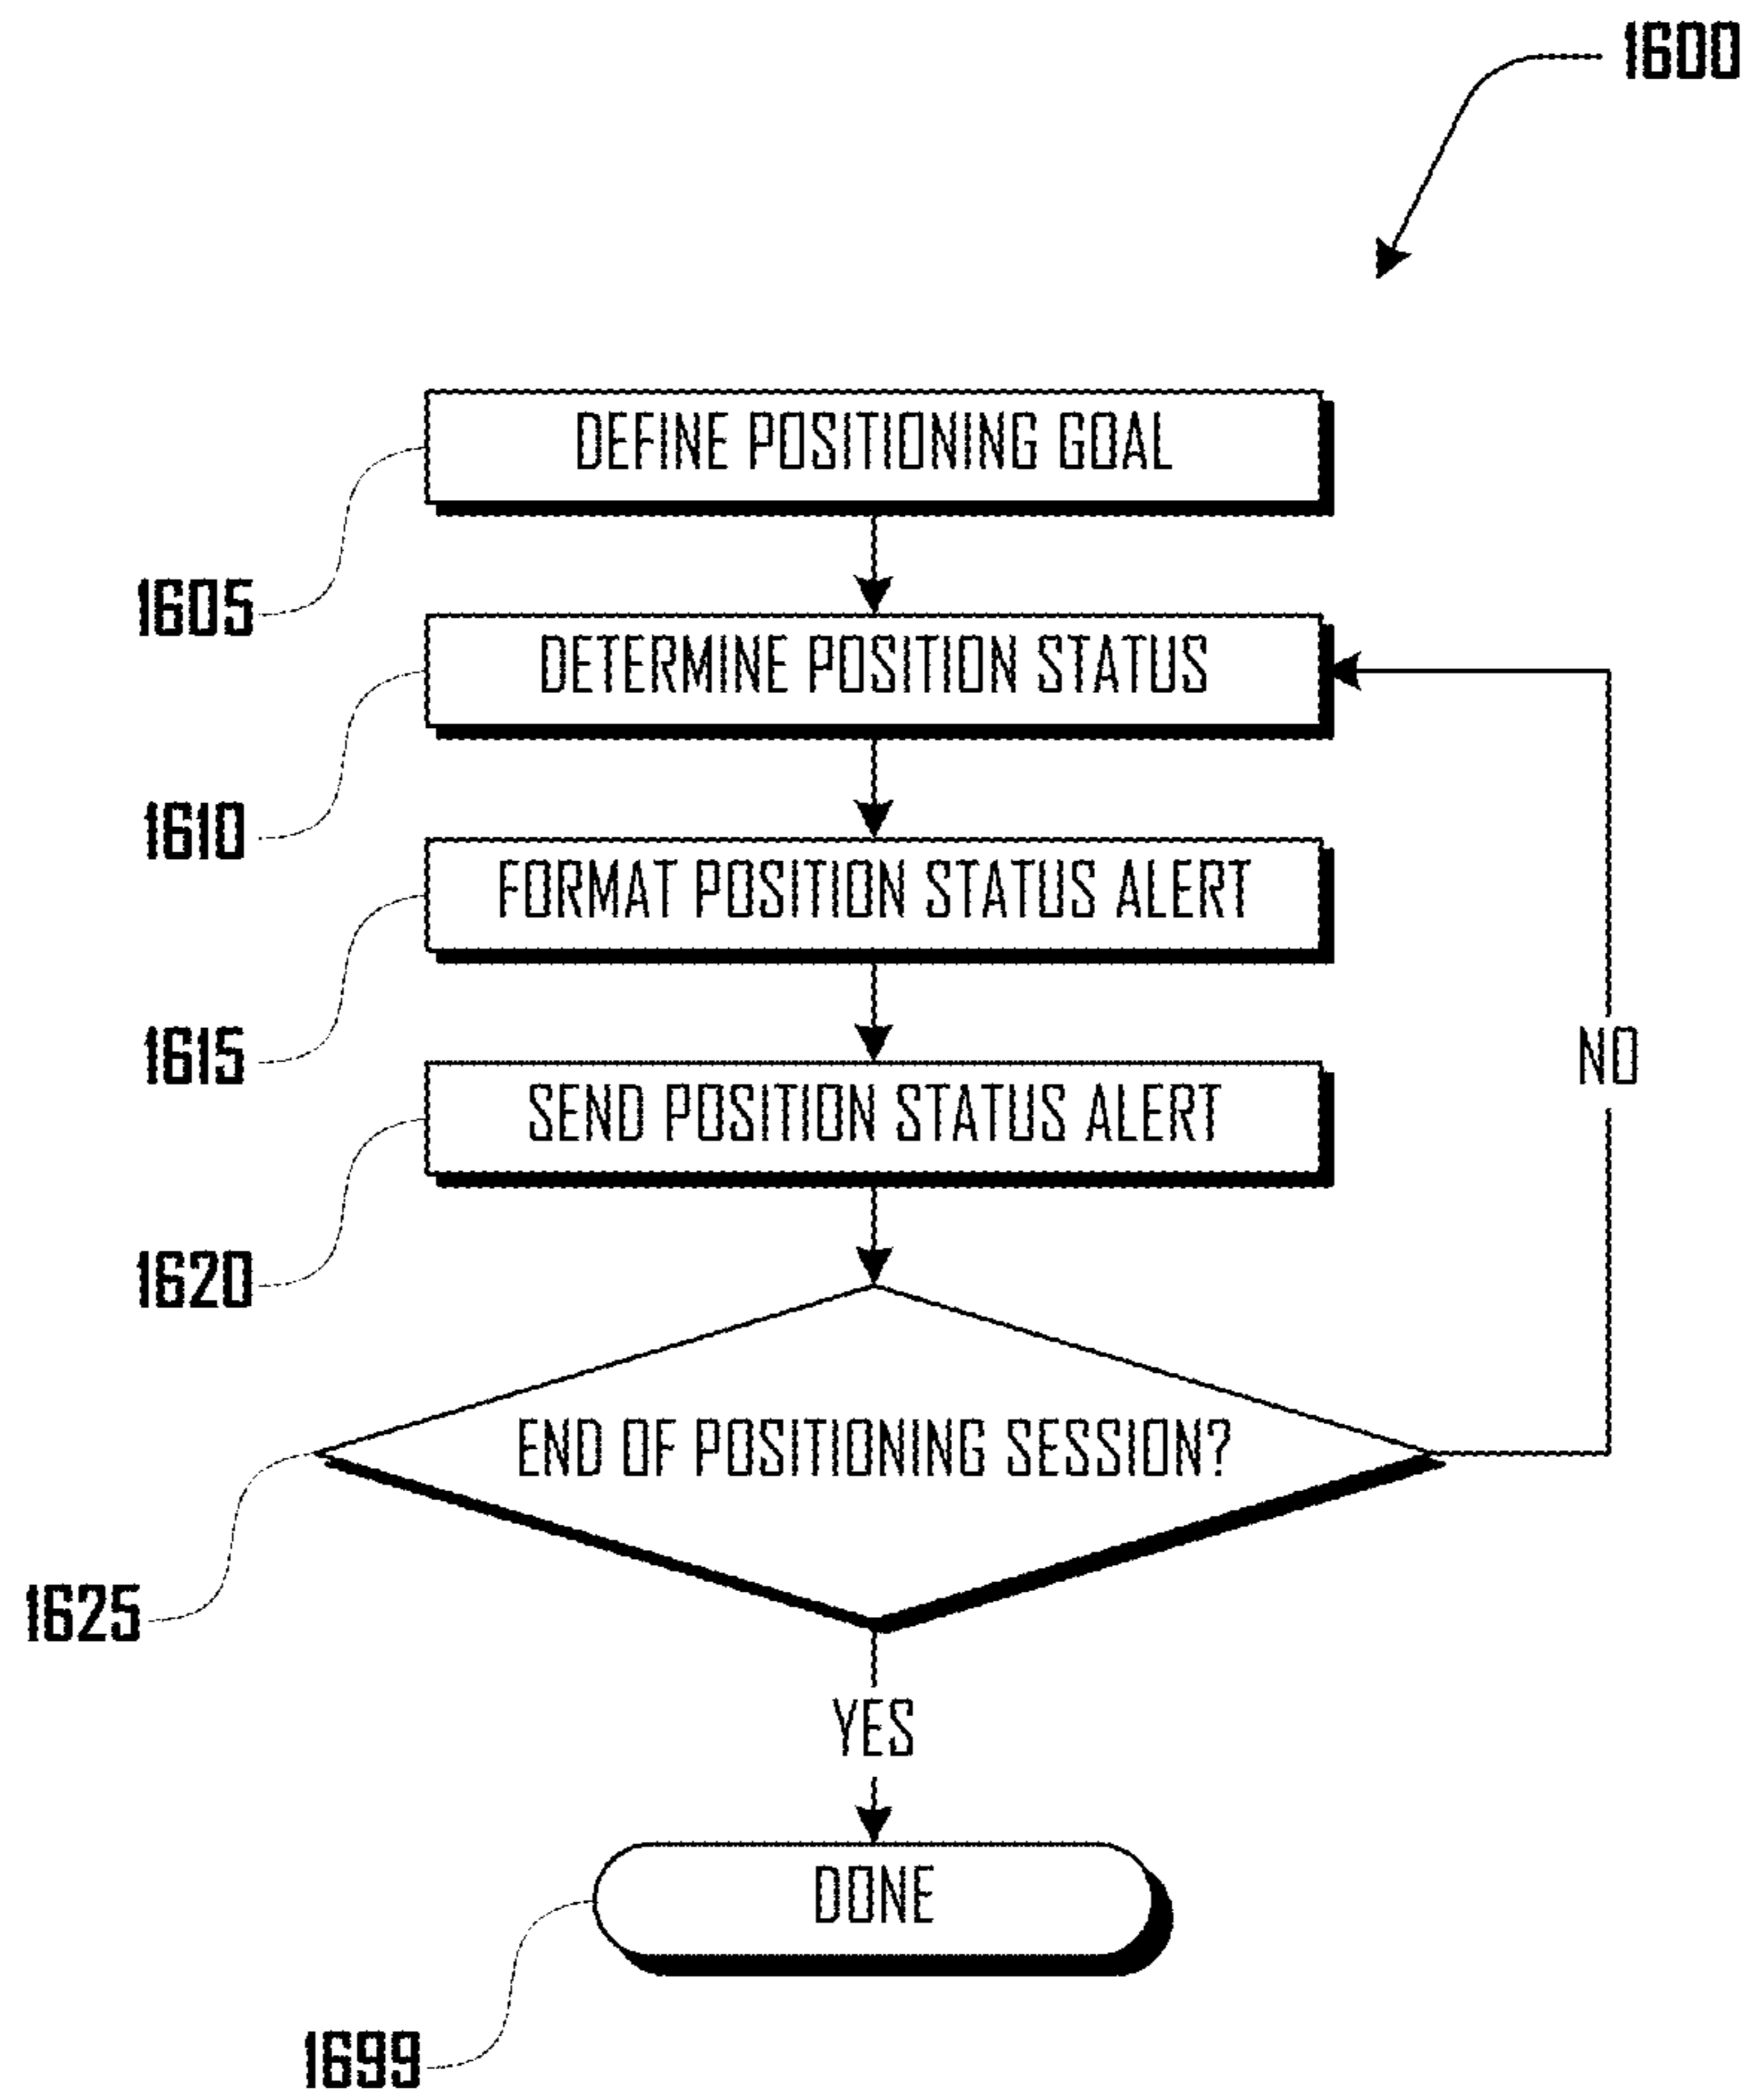 1600
DEFINE POSITIONING GOAL
1605
DETERMINE POSITION STATUS
1610
FORMAT POSITION STATUS ALERT
1615
NO
SEND POSITION STATUS ALERT
1620
END OF POSITIONING SESSION?
1625
YES
DONE
1699